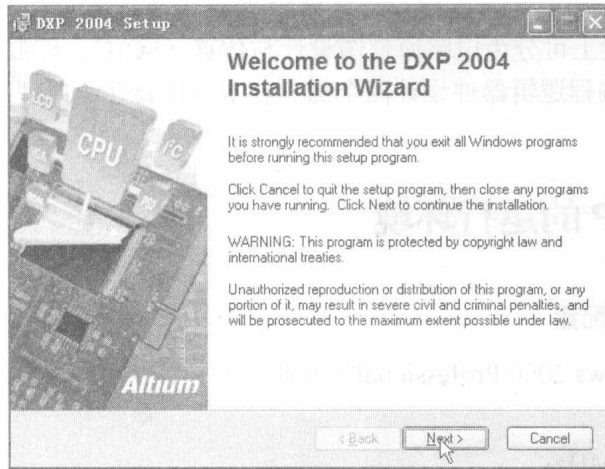 DXP 2004 Setup
Welcome to the DXP 2004
Installation Wizard
It is strongly recommended that you exit all Windows programs
before running this setup program.
Click Cancel to quit the setup program, then close any programs
you have running. Click Next to continue the installation.
WARNING: This program is protected by copyright law and
international treaties.
Unauthorized reproduction or distribution of this program, or any
portion of it, may result in severe civil and criminal penalties, and
will be prosecuted to the maximum extent possible under law.
LCD
CPU
I²C
Altium
< Back
Next >
Cancel